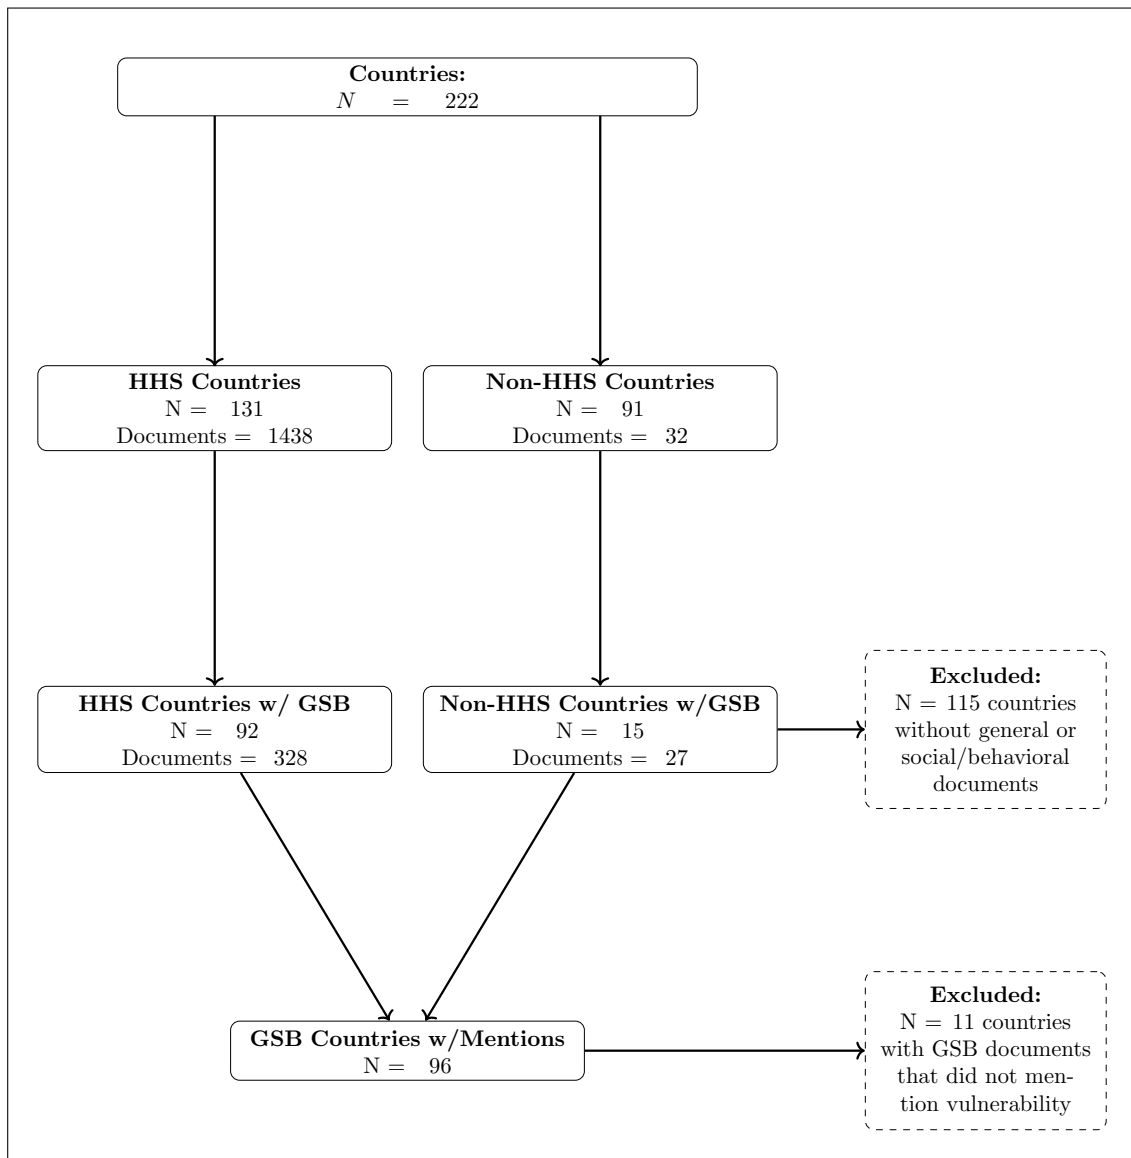 Countries:
N = 222
HHS Countries
N = 131
Documents = 1438
Non-HHS Countries
N = 91
Documents = 32
HHS Countries w/ GSB
N = 92
Documents = 328
Non-HHS Countries w/GSB
N = 15
Documents = 27
Excluded:
N = 115 countries
without general or
social/behavioral
documents
GSB Countries w/Mentions
N = 96
Excluded:
N = 11 countries
with GSB documents
that did not men-
tion vulnerability